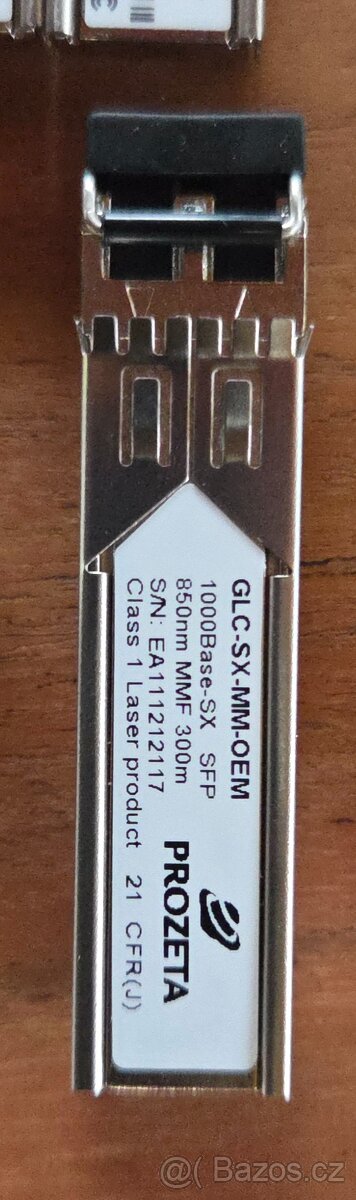 GLC-SX-MM-OEM
1000Base-SX SFP
850nm MMF 300m
S/N: EA111212117
Class 1 Laser product 21 CFR(J)
PROZETA
@( Bazos.cz